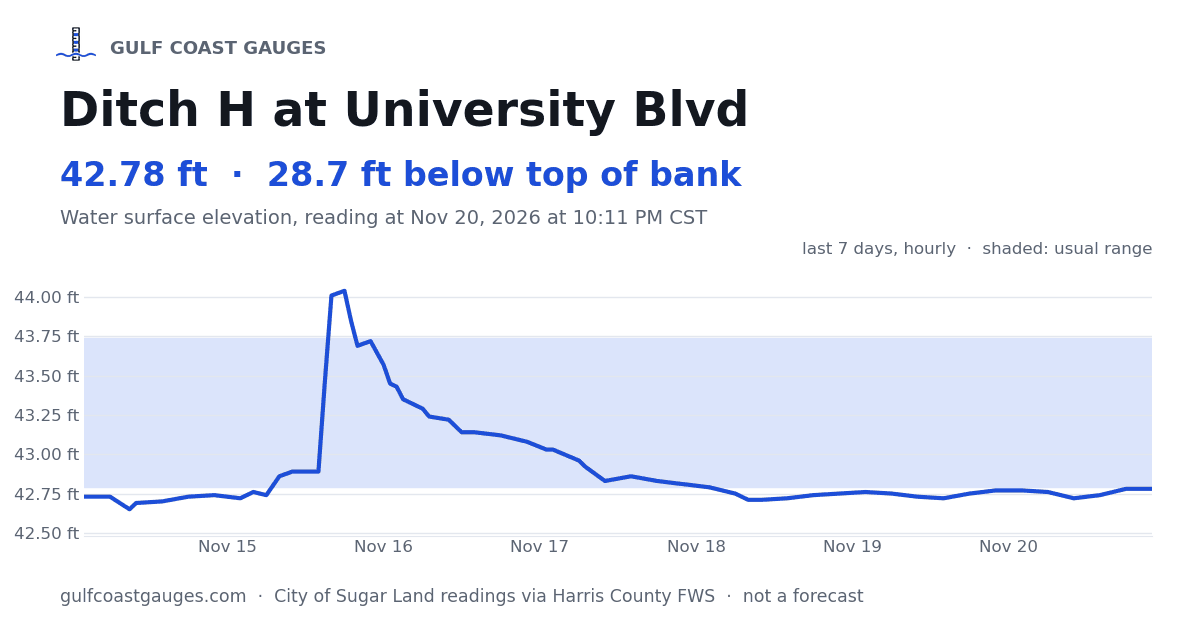 GULF COAST GAUGES
Ditch H at University Blvd
42.78 ft · 28.7 ft below top of bank
Water surface elevation, reading at Nov 20, 2026 at 10:11 PM CST
last 7 days, hourly · shaded: usual range
44.00 ft
43.75 ft
43.50 ft
43.25 ft
43.00 ft
42.75 ft
42.50 ft
Nov 15 Nov 16 Nov 17 Nov 18 Nov 19 Nov 20
gulfcoastgauges.com · City of Sugar Land readings via Harris County FWS · not a forecast